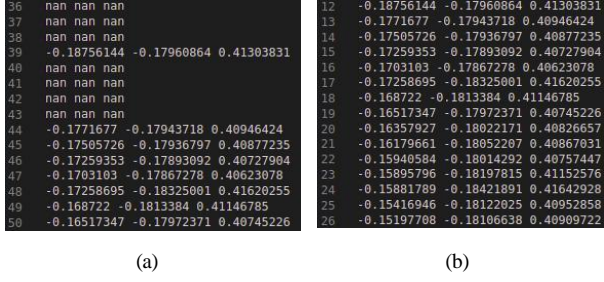 36 nan nan nan
37 nan nan nan
38 nan nan nan
39 -0.18756144 -0.17960864 0.41303831
40 nan nan nan
41 nan nan nan
42 nan nan nan
43 nan nan nan
44 -0.1771677 -0.17943718 0.40946424
45 -0.17505726 -0.17936797 0.40877235
46 -0.17259353 -0.17893092 0.40727904
47 -0.1703103 -0.17867278 0.40623078
48 -0.17258695 -0.18325001 0.41620255
49 -0.168722 -0.1813384 0.41146785
50 -0.16517347 -0.17972371 0.40745226
(a)
12 -0.18756144 -0.17960864 0.41303831
13 -0.1771677 -0.17943718 0.40946424
14 -0.17505726 -0.17936797 0.40877235
15 -0.17259353 -0.17893092 0.40727904
16 -0.1703103 -0.17867278 0.40623078
17 -0.17258695 -0.18325001 0.41620255
18 -0.168722 -0.1813384 0.41146785
19 -0.16517347 -0.17972371 0.40745226
20 -0.16357927 -0.18022171 0.40826657
21 -0.16179661 -0.18052207 0.40867031
22 -0.15940584 -0.18014292 0.40757447
23 -0.15895796 -0.18197815 0.41152576
24 -0.15881789 -0.18421891 0.41642928
25 -0.15416946 -0.18122025 0.40952858
26 -0.15197708 -0.18106638 0.40909722
(b)